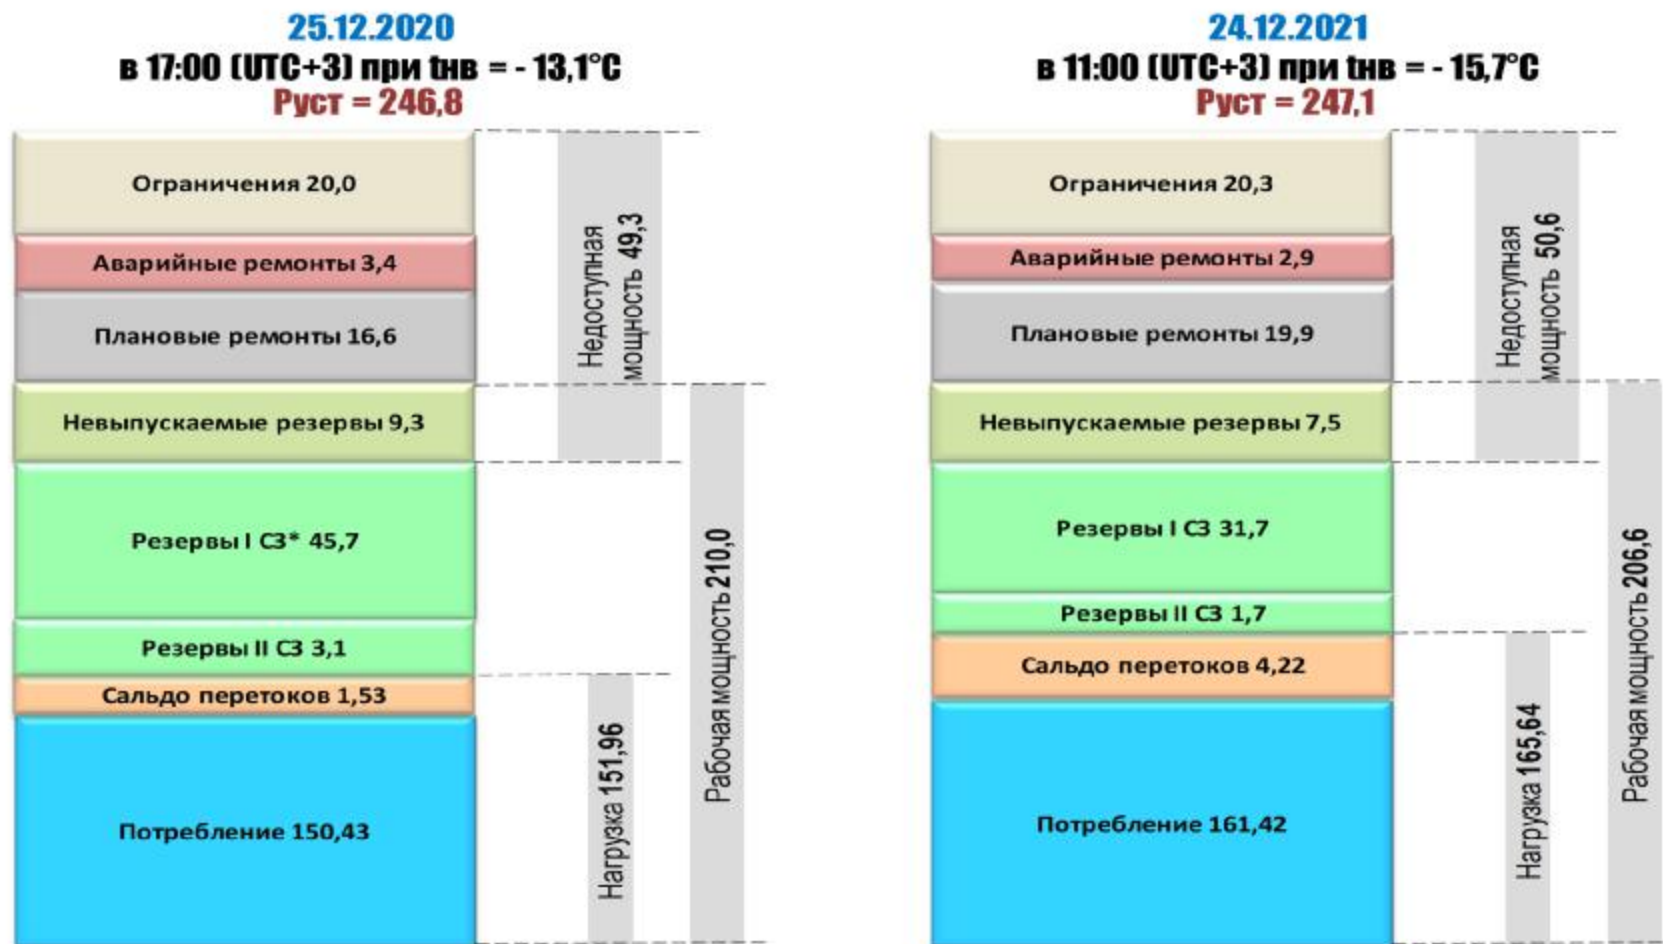 25.12.2020
в 17:00 (UTC+3) при tнв = - 13,1°C
Руст = 246,8
Ограничения 20,0
Аварийные ремонты 3,4
Плановые ремонты 16,6
Невыпускаемые резервы 9,3
Резервы I СЗ* 45,7
Резервы II СЗ 3,1
Сальдо перетоков 1,53
Потребление 150,43
Недоступная
мощность 49,3
Нагрузка 151,96
Рабочая мощность 210,0
24.12.2021
в 11:00 (UTC+3) при tнв = - 15,7°C
Руст = 247,1
Ограничения 20,3
Аварийные ремонты 2,9
Плановые ремонты 19,9
Невыпускаемые резервы 7,5
Резервы I СЗ 31,7
Резервы II СЗ 1,7
Сальдо перетоков 4,22
Потребление 161,42
Недоступная
мощность 50,6
Нагрузка 165,64
Рабочая мощность 206,6